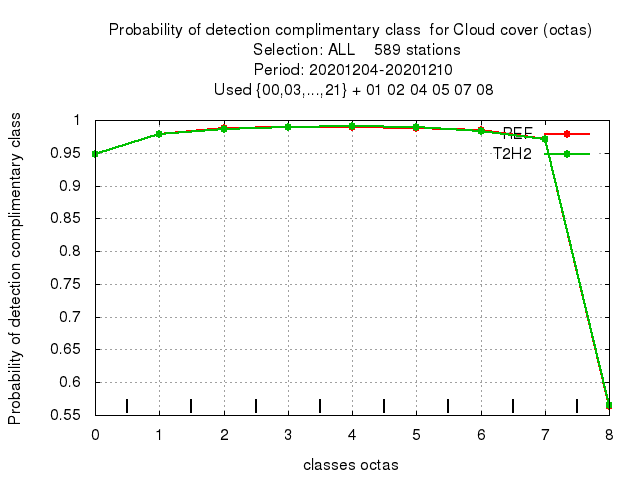 Probability of detection complimentary class  for Cloud cover (octas)
Selection: ALL    589 stations
Period: 20201204-20201210
Used {00,03,...,21} + 01 02 04 05 07 08
Probability of detection complimentary class
1
0.95
0.9
0.85
0.8
0.75
0.7
0.65
0.6
0.55
REF
T2H2
0 1 2 3 4 5 6 7 8
classes octas